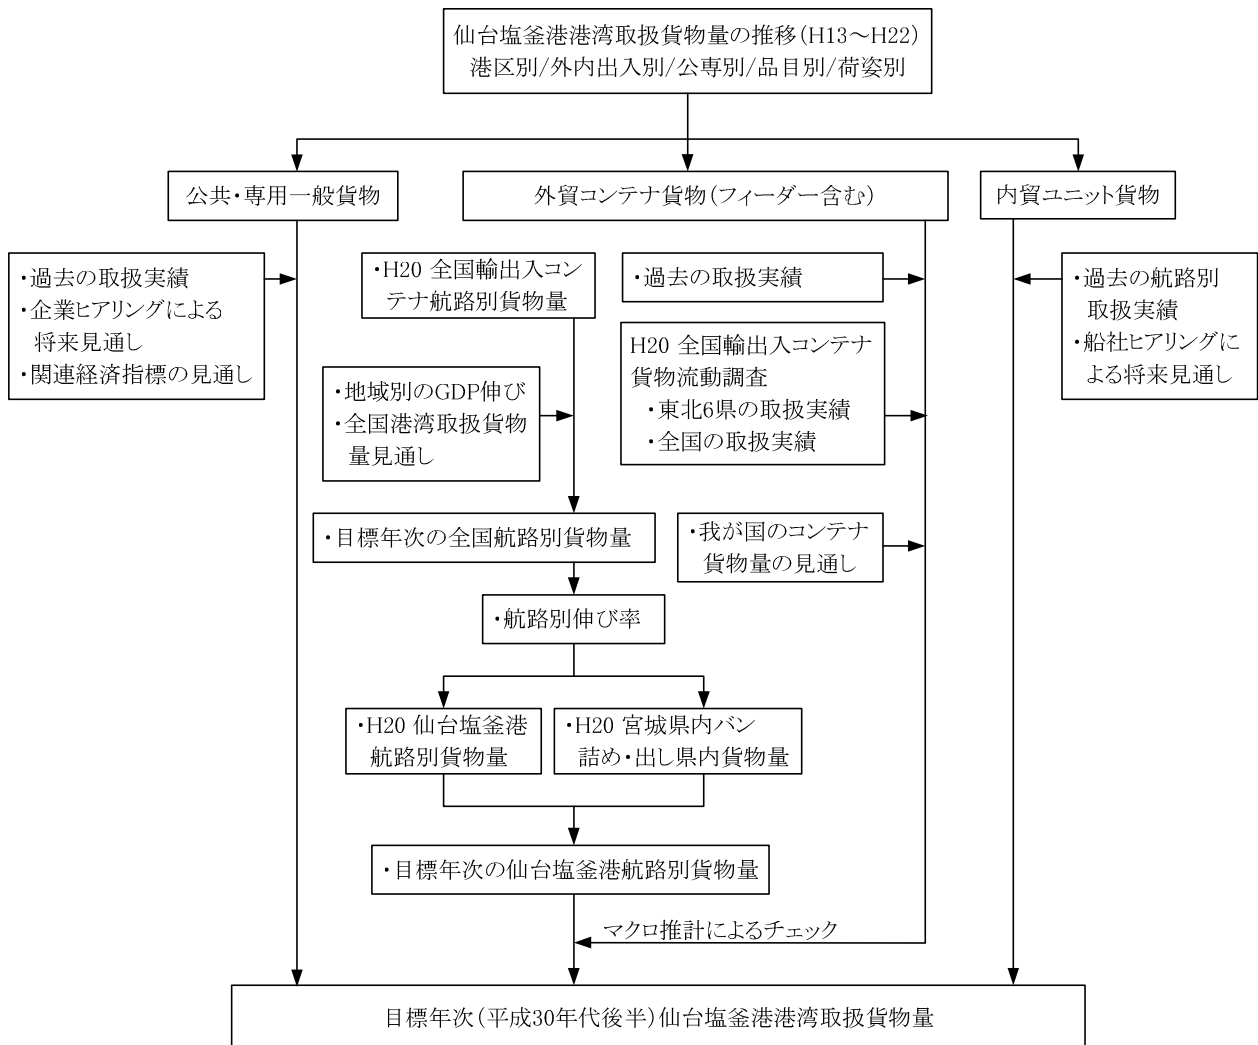 仙台塩釜港港湾取扱貨物量の推移(H13～H22)
港区別/外内出入別/公専別/品目別/荷姿別
公共・専用一般貨物
外貿コンテナ貨物(フィーダー含む)
内貿ユニット貨物
・過去の取扱実績
・企業ヒアリングによる
将来見通し
・関連経済指標の見通し
・H20 全国輸出入コン
テナ航路別貨物量
・過去の取扱実績
・過去の航路別
取扱実績
・船社ヒアリングに
よる将来見通し
H20 全国輸出入コンテナ
貨物流動調査
・東北6県の取扱実績
・全国の取扱実績
・地域別のGDP伸び
・全国港湾取扱貨物
量見通し
・目標年次の全国航路別貨物量
・我が国のコンテナ
貨物量の見通し
・航路別伸び率
・H20 仙台塩釜港
航路別貨物量
・H20 宮城県内バン
詰め・出し県内貨物量
・目標年次の仙台塩釜港航路別貨物量
マクロ推計によるチェック
目標年次(平成30年代後半)仙台塩釜港港湾取扱貨物量